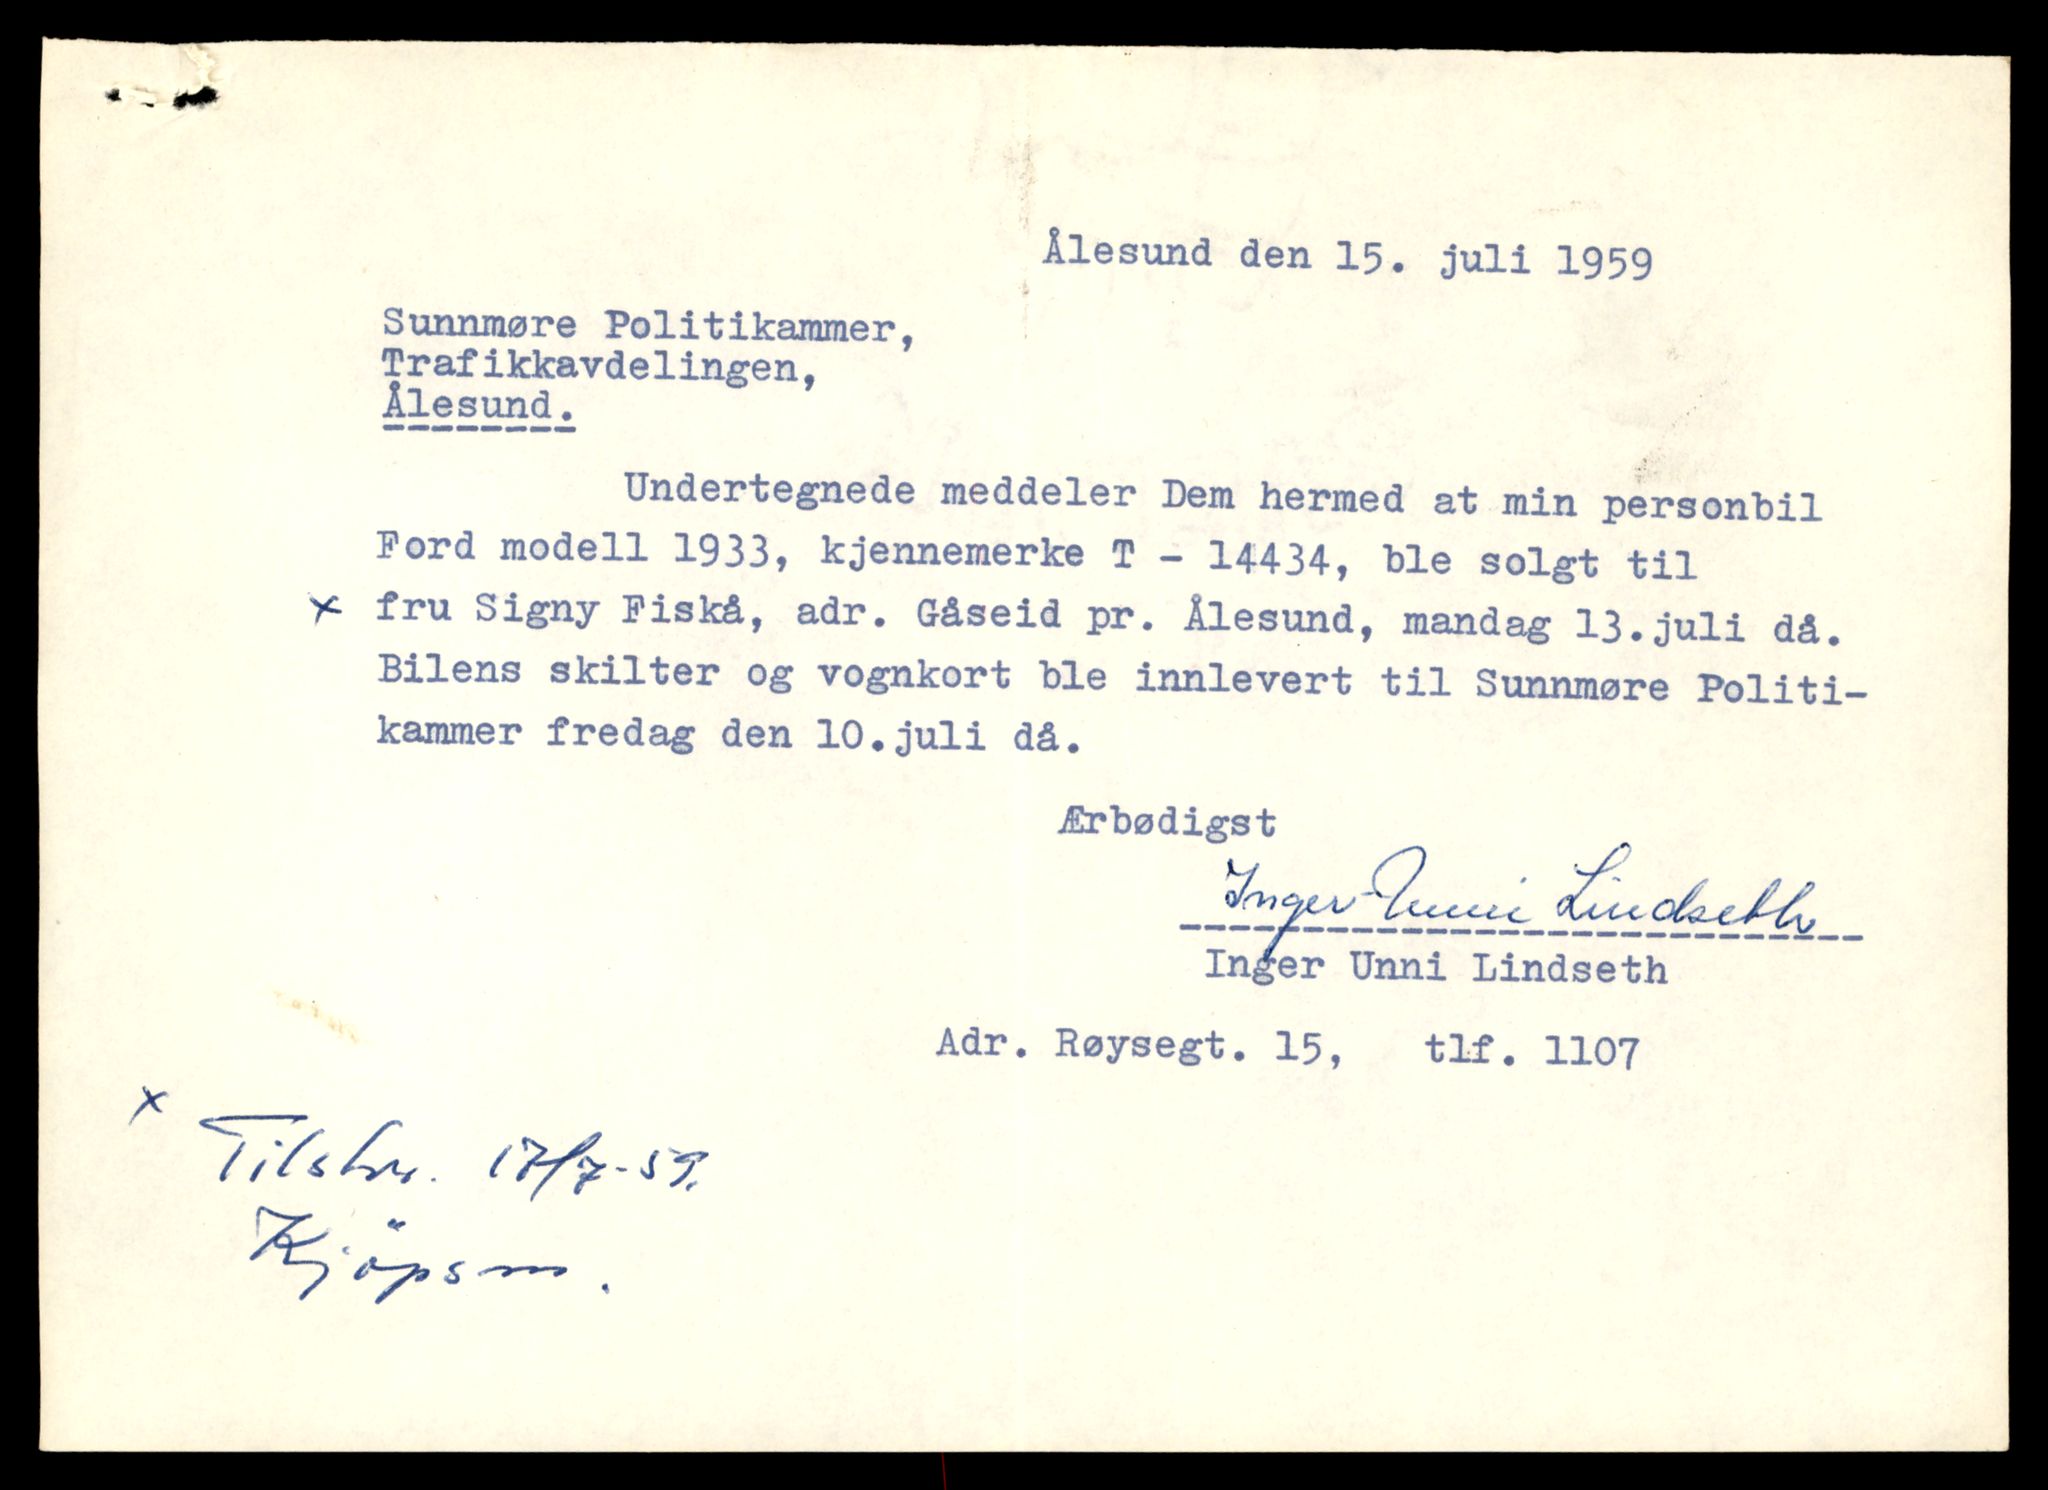 Ålesund den 15. juli 1959
Sunnmøre Politikammer,
Trafikkavdelingen,
Ålesund.
Undertegnede meddeler Dem hermed at min personbil
Ford modell 1933, kjennemerke T - 14434, ble solgt til
x fru Signy Fiskå, adr. Gåseid pr. Ålesund, mandag 13.juli då.
Bilens skilter og vognkort ble innlevert til Sunnmøre Politi-
kammer fredag den 10.juli då.
Ærbødigst
Inger-Unni Lindseth
Inger Unni Lindseth
Adr. Røysegt. 15, tlf. 1107
x
Tilskr. 17/7-59.
Kjöpsm.